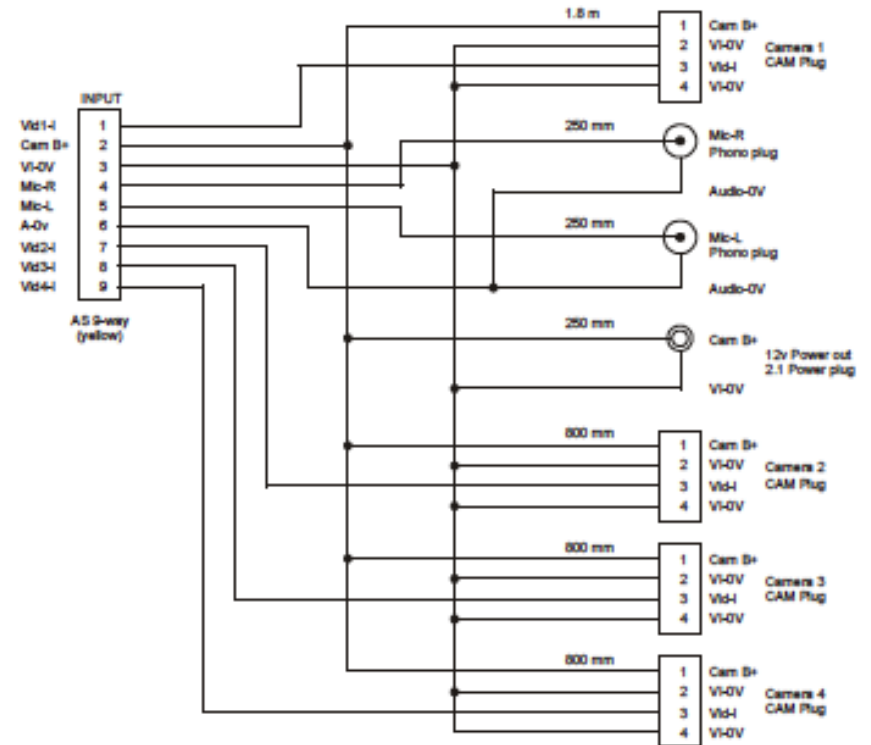 1.8 m
1 Cam B+
2 VI-0V
3 Vid-I
4 VI-0V
Camera 1
CAM Plug
INPUT
Vid1-I 1
Cam B+ 2
VI-0V 3
Mic-R 4
Mic-L 5
A-0v 6
Vid2-I 7
Vid3-I 8
Vid4-I 9
AS 9-way
(yellow)
250 mm
Mic-R
Phono plug
Audio-0V
250 mm
Mic-L
Phono plug
Audio-0V
250 mm
Cam B+
12v Power out
2.1 Power plug
VI-0V
800 mm
1 Cam B+
2 VI-0V
3 Vid-I
4 VI-0V
Camera 2
CAM Plug
800 mm
1 Cam B+
2 VI-0V
3 Vid-I
4 VI-0V
Camera 3
CAM Plug
800 mm
1 Cam B+
2 VI-0V
3 Vid-I
4 VI-0V
Camera 4
CAM Plug